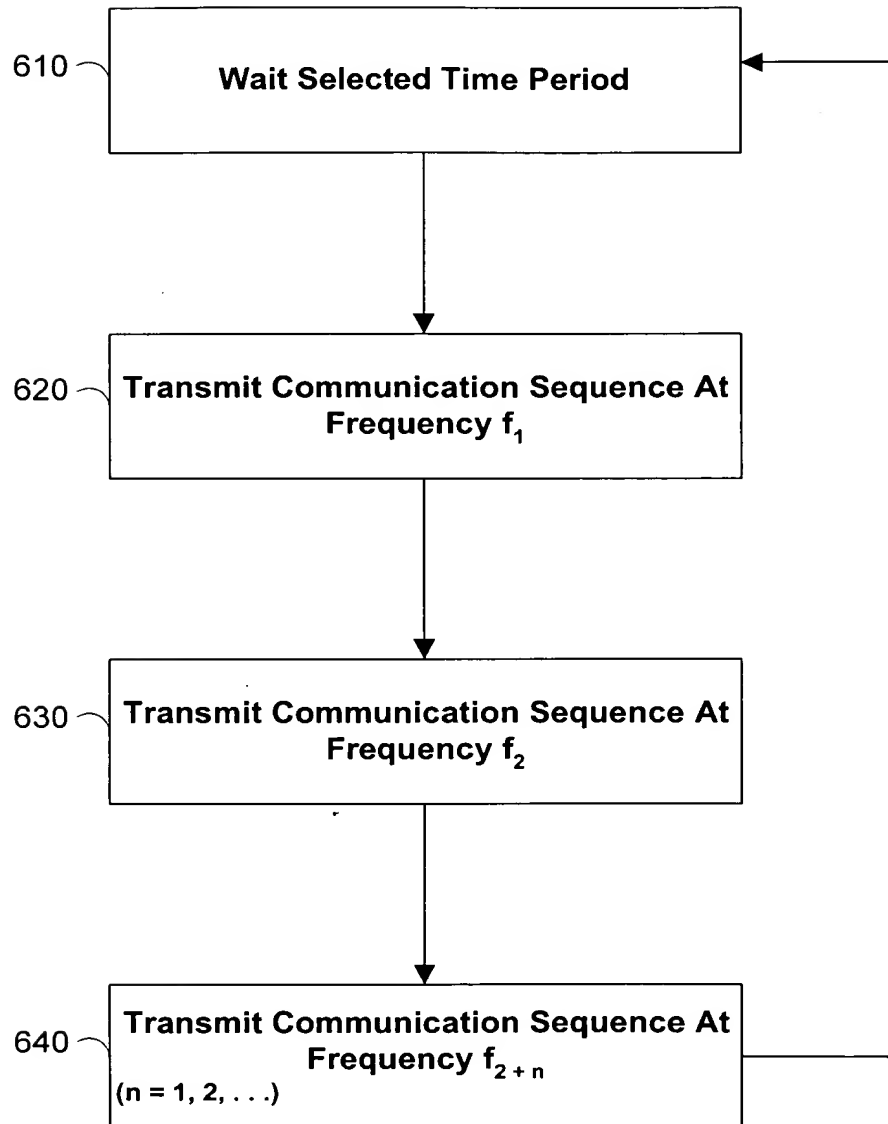 610
Wait Selected Time Period
620
Transmit Communication Sequence At
Frequency f₁
630
Transmit Communication Sequence At
Frequency f₂
640
Transmit Communication Sequence At
Frequency f₂ ₊ ₙ
(n = 1, 2, . . .)